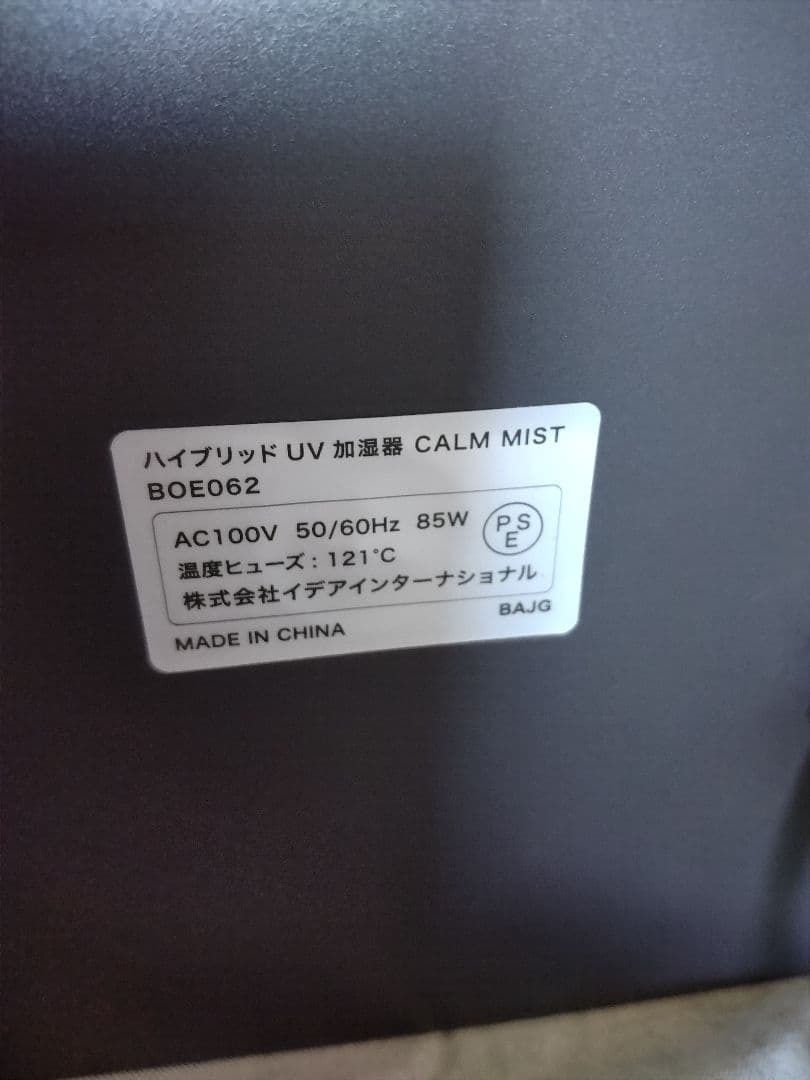 ハイブリッド UV 加湿器 CALM MIST
BOE062
AC100V 50/60Hz 85W
PSE
温度ヒューズ : 121℃
株式会社イデアインターナショナル
BAJG
MADE IN CHINA